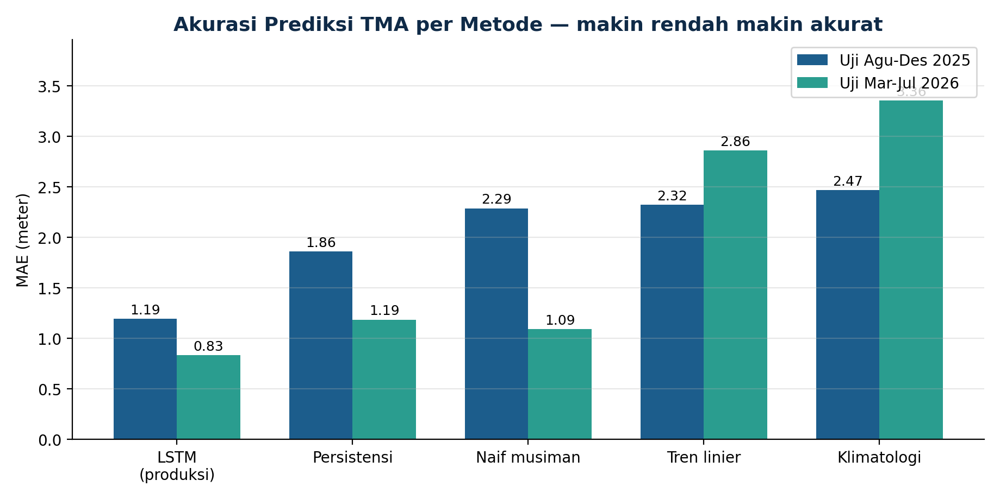 Akurasi Prediksi TMA per Metode — makin rendah makin akurat
Uji Agu-Des 2025
Uji Mar-Jul 2026
MAE (meter)
3.5
3.0
2.5
2.0
1.5
1.0
0.5
0.0
1.19
0.83
1.86
1.19
2.29
1.09
2.32
2.86
2.47
3.36
LSTM
(produksi)
Persistensi
Naif musiman
Tren linier
Klimatologi